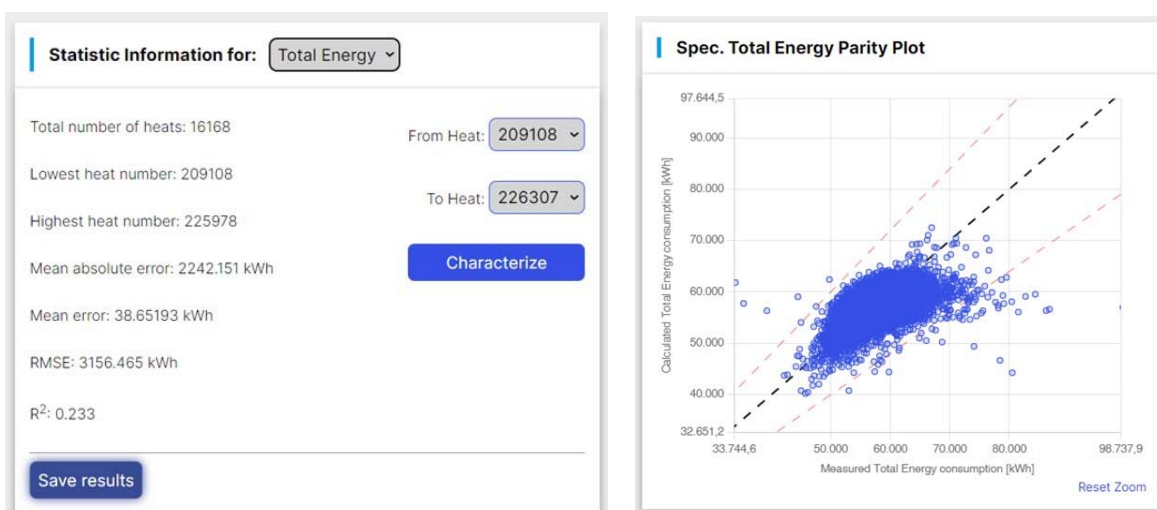 Statistic Information for: Total Energy
Total number of heats: 16168
From Heat: 209108
Lowest heat number: 209108
To Heat: 226307
Highest heat number: 225978
Characterize
Mean absolute error: 2242.151 kWh
Mean error: 38.65193 kWh
RMSE: 3156.465 kWh
R²: 0.233
Save results
Spec. Total Energy Parity Plot
97.644,5
90.000
80.000
70.000
60.000
50.000
40.000
32.651,2
Calculated Total Energy consumption [kWh]
33.744,6 50.000 60.000 70.000 80.000 98.737,9
Measured Total Energy consumption [kWh]
Reset Zoom